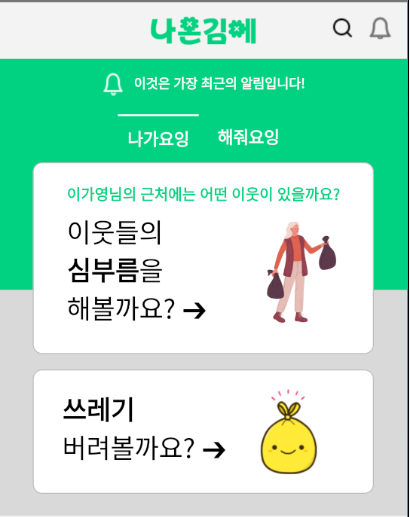 나온김에
이것은 가장 최근의 알림입니다!
나가요잉 해줘요잉
이가영님의 근처에는 어떤 이웃이 있을까요?
이웃들의
심부름을
해볼까요? ➔
쓰레기
버려볼까요? ➔